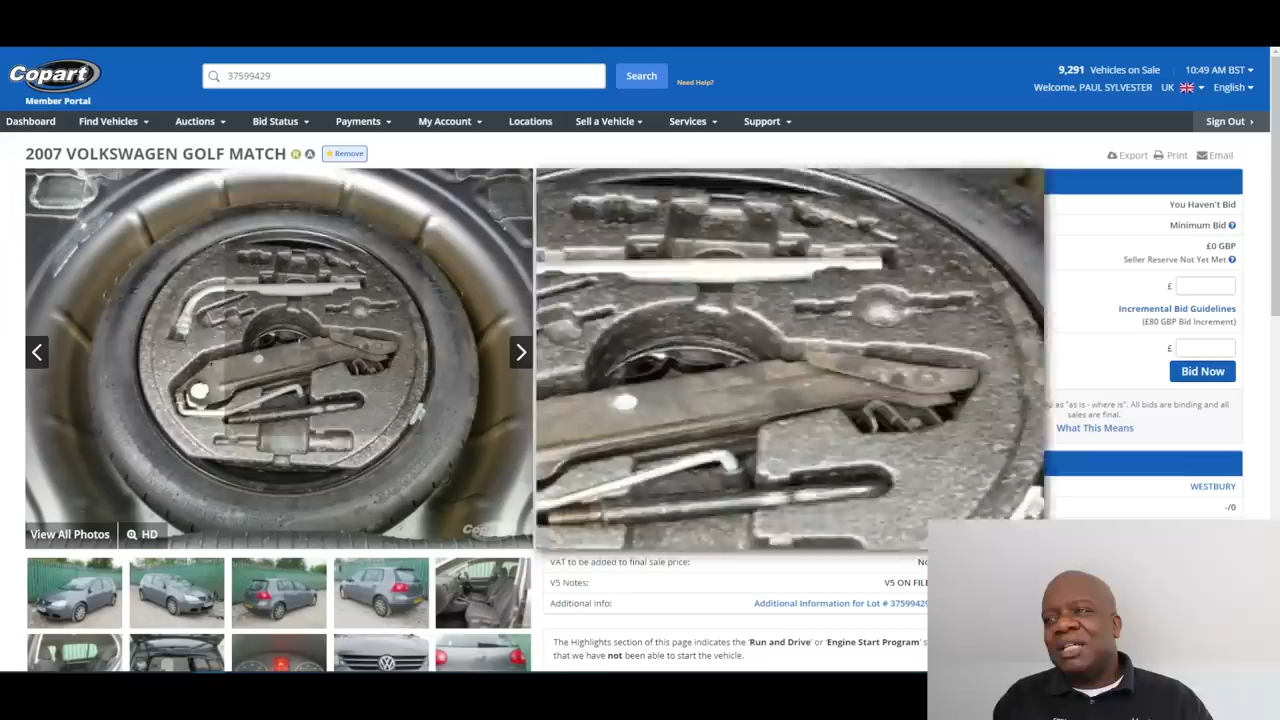 Copart
Member Portal
37599429
Search
Need Help?
9,291 Vehicles on Sale
10:49 AM BST
Welcome, PAUL SYLVESTER
UK
English
Dashboard
Find Vehicles
Auctions
Bid Status
Payments
My Account
Locations
Sell a Vehicle
Services
Support
Sign Out
2007 VOLKSWAGEN GOLF MATCH
R
A
Remove
Export
Print
Email
You Haven't Bid
Minimum Bid
£0 GBP
Seller Reserve Not Yet Met
£
Incremental Bid Guidelines
(£80 GBP Bid Increment)
£
Bid Now
as "as is - where is". All bids are binding and all
sales are final.
What This Means
WESTBURY
-/0
View All Photos
HD
Copart
VAT to be added to final sale price:
V5 Notes:
V5 ON FILE
Additional Info:
Additional Information for Lot # 37599429
The Highlights section of this page indicates the 'Run and Drive' or 'Engine Start Program'
that we have not been able to start the vehicle.